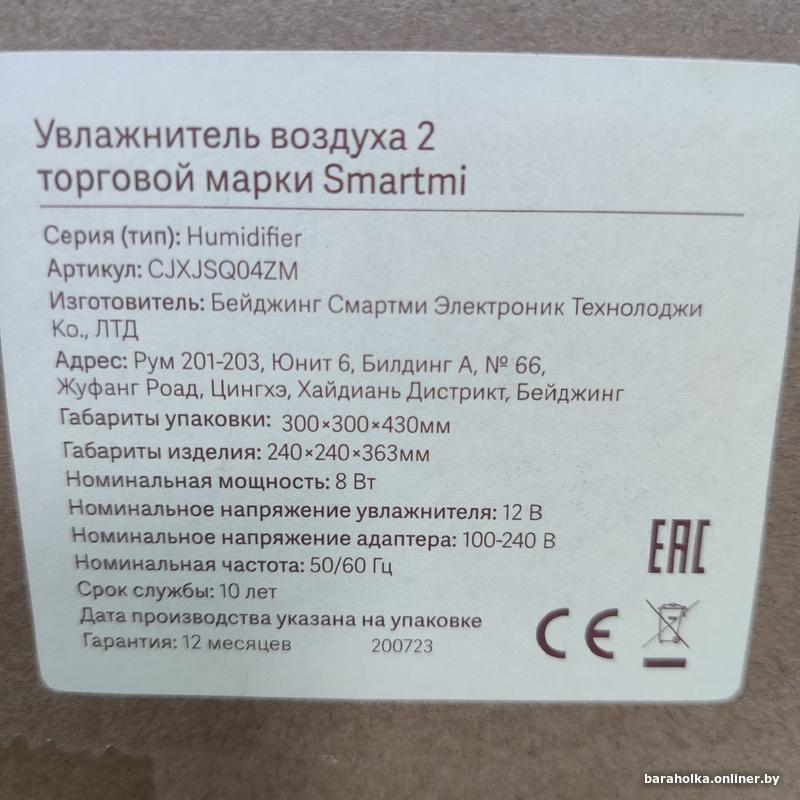 Увлажнитель воздуха 2
торговой марки Smartmi
Серия (тип): Humidifier
Артикул: CJXJSQ04ZM
Изготовитель: Бейджинг Смартми Электроник Технолоджи
Ко., ЛТД
Адрес: Рум 201-203, Юнит 6, Билдинг А, № 66,
Жуфанг Роад, Цингхэ, Хайдиань Дистрикт, Бейджинг
Габариты упаковки: 300×300×430мм
Габариты изделия: 240×240×363мм
Номинальная мощность: 8 Вт
Номинальное напряжение увлажнителя: 12 В
Номинальное напряжение адаптера: 100-240 В
Номинальная частота: 50/60 Гц
Срок службы: 10 лет
Дата производства указана на упаковке
Гарантия: 12 месяцев 200723
EAC
CE
baraholka.onliner.by